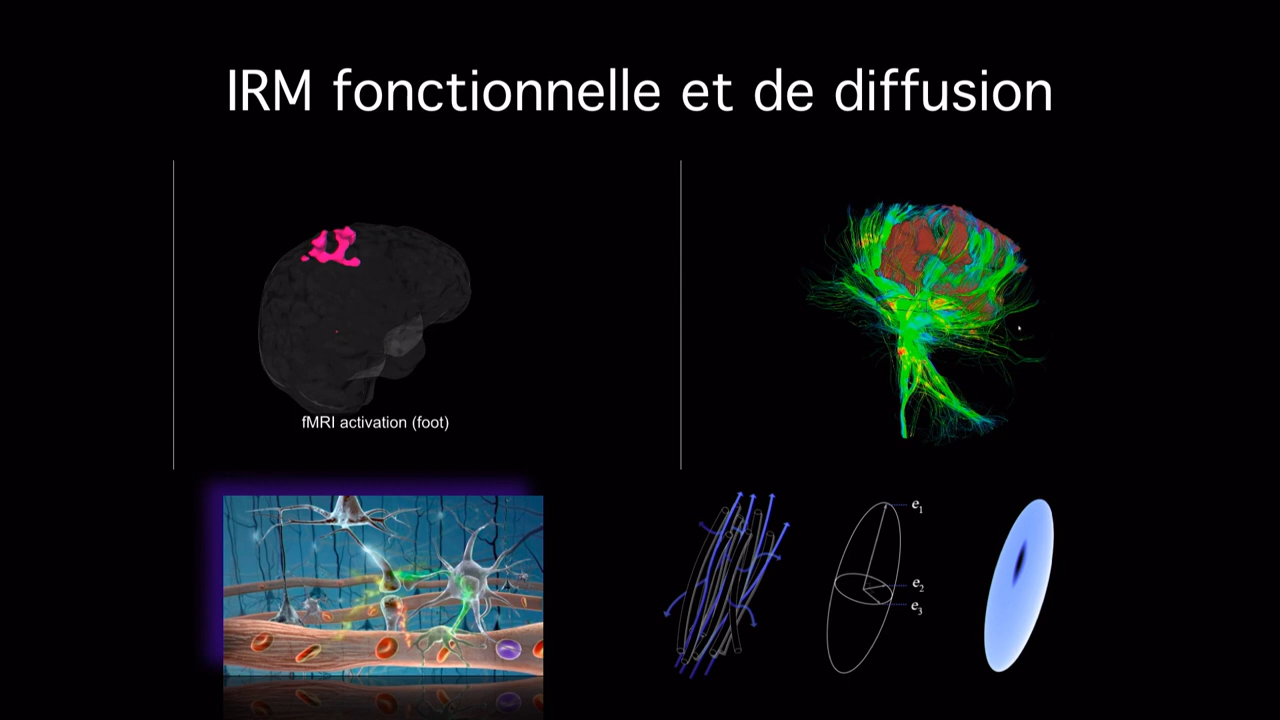 IRM fonctionnelle et de diffusion
fMRI activation (foot)
e1
e2
e3